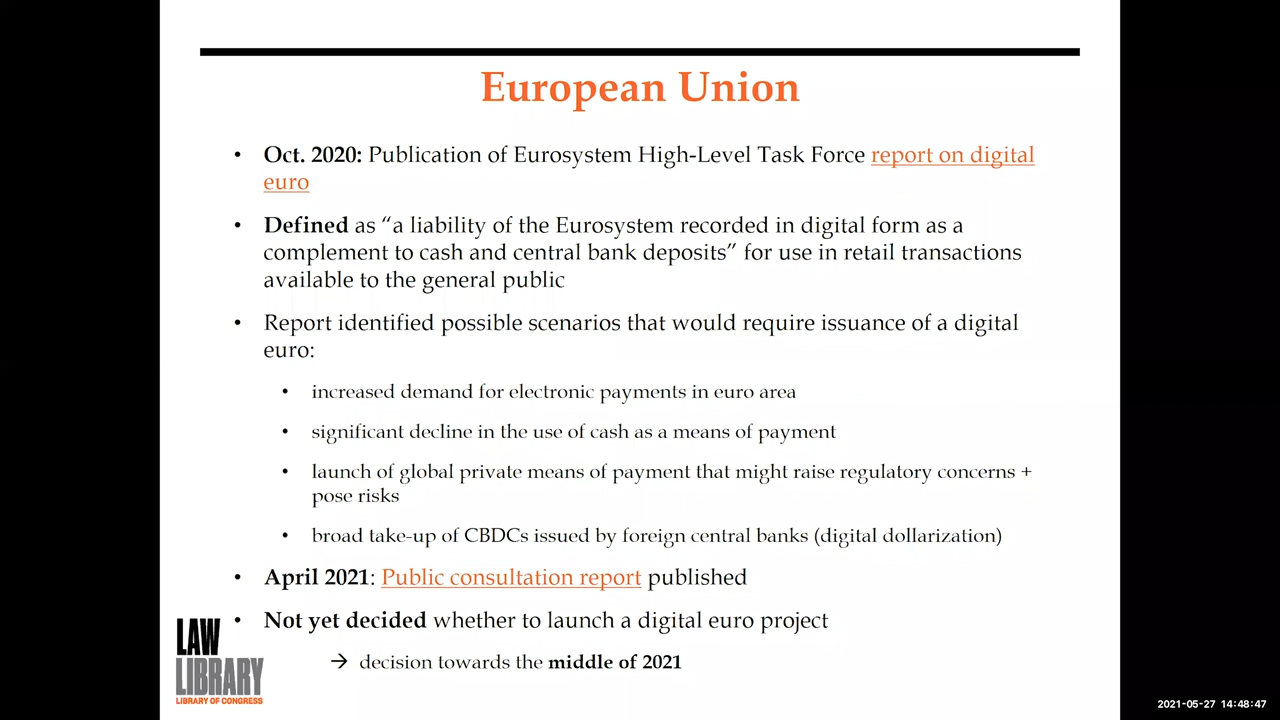 European Union
• Oct. 2020: Publication of Eurosystem High-Level Task Force report on digital
euro
• Defined as “a liability of the Eurosystem recorded in digital form as a
complement to cash and central bank deposits” for use in retail transactions
available to the general public
• Report identified possible scenarios that would require issuance of a digital
euro:
• increased demand for electronic payments in euro area
• significant decline in the use of cash as a means of payment
• launch of global private means of payment that might raise regulatory concerns +
pose risks
• broad take-up of CBDCs issued by foreign central banks (digital dollarization)
• April 2021: Public consultation report published
• Not yet decided whether to launch a digital euro project
→ decision towards the middle of 2021
LAW
LIBRARY
LIBRARY OF CONGRESS
2021-05-27 14:48:47